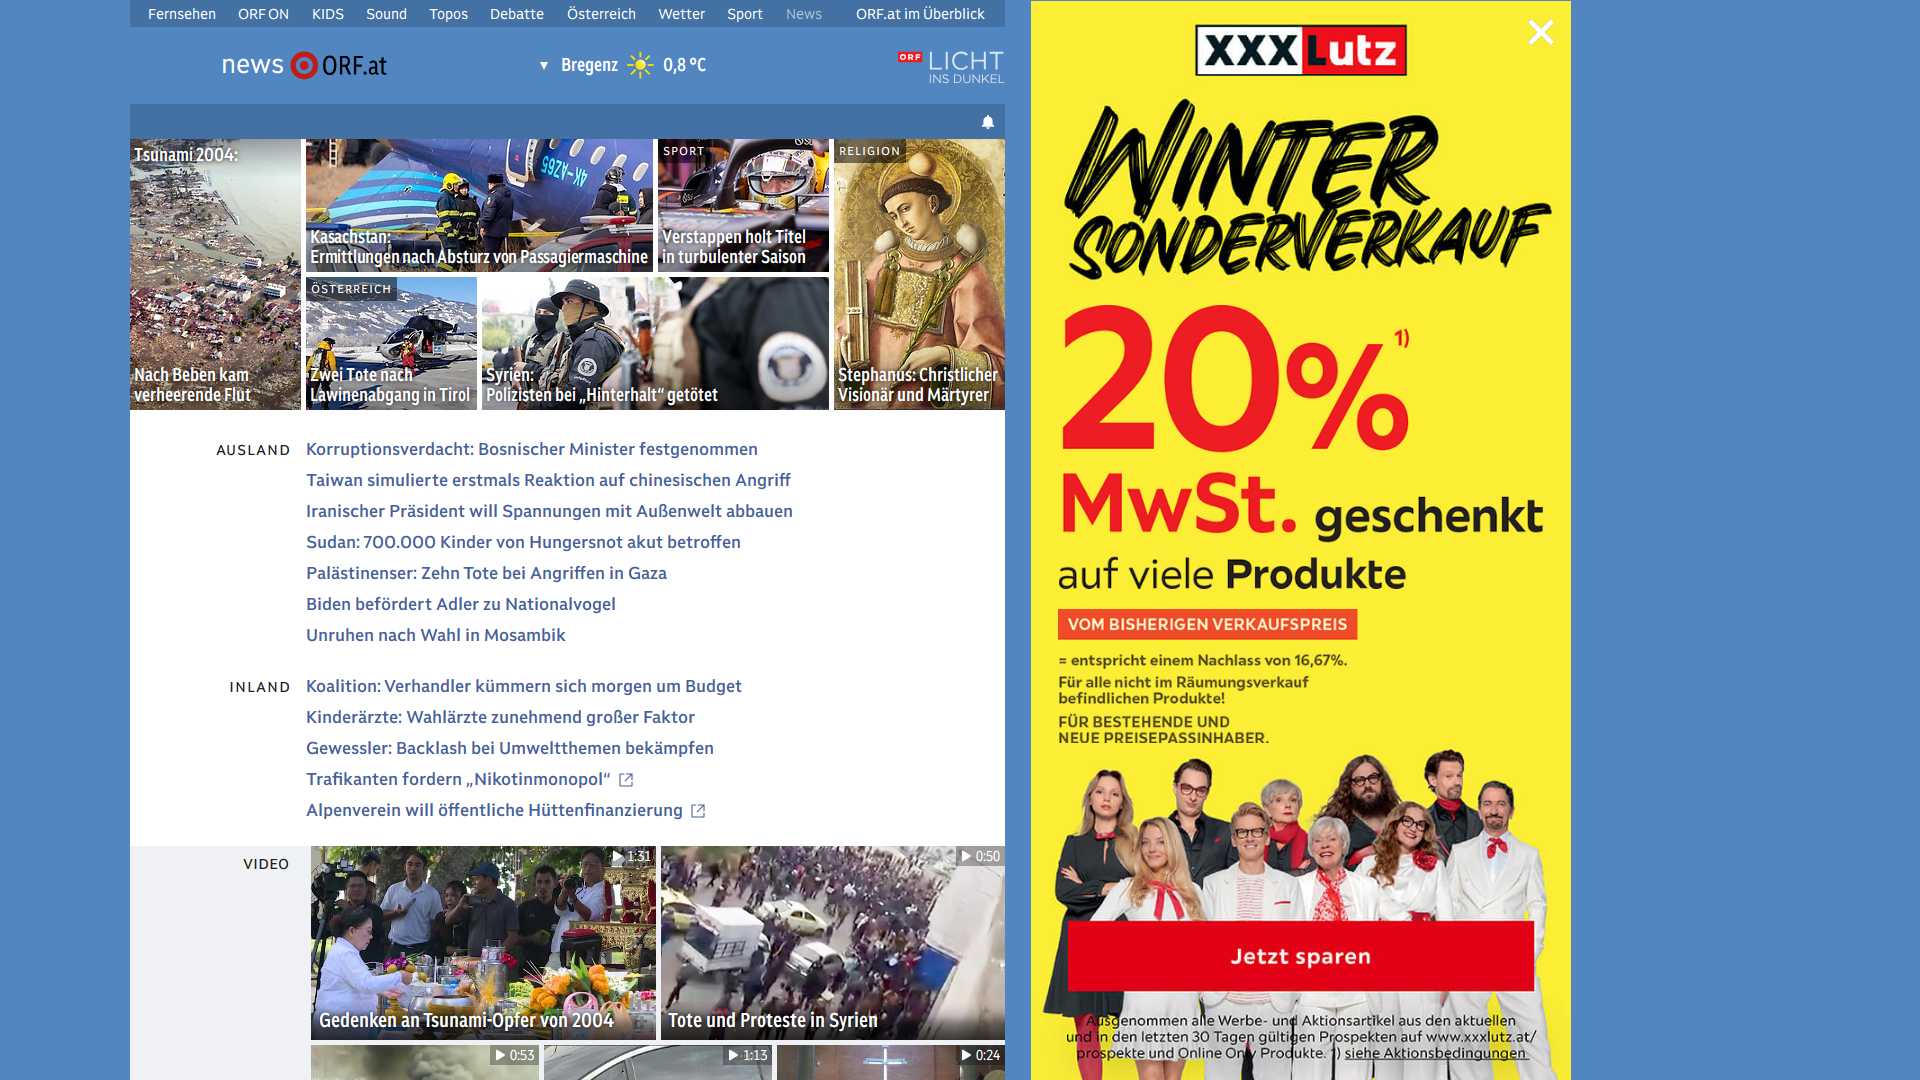 Fernsehen ORF ON KIDS Sound Topos Debatte Österreich Wetter Sport News ORF.at im Überblick
news ORF.at
Bregenz 0,8 °C
ORF LICHT
INS DUNKEL
Tsunami 2004:
Nach Beben kam
verheerende Flut
4K-AZ65
Kasachstan:
Ermittlungen nach Absturz von Passagiermaschine
SPORT
Verstappen holt Titel
in turbulenter Saison
RELIGION
Stephanus: Christlicher
Visionär und Märtyrer
ÖSTERREICH
Zwei Tote nach
Lawinenabgang in Tirol
Syrien:
Polizisten bei „Hinterhalt“ getötet
AUSLAND
Korruptionsverdacht: Bosnischer Minister festgenommen
Taiwan simulierte erstmals Reaktion auf chinesischen Angriff
Iranischer Präsident will Spannungen mit Außenwelt abbauen
Sudan: 700.000 Kinder von Hungersnot akut betroffen
Palästinenser: Zehn Tote bei Angriffen in Gaza
Biden befördert Adler zu Nationalvogel
Unruhen nach Wahl in Mosambik
INLAND
Koalition: Verhandler kümmern sich morgen um Budget
Kinderärzte: Wahlärzte zunehmend großer Faktor
Gewessler: Backlash bei Umweltthemen bekämpfen
Trafikanten fordern „Nikotinmonopol“
Alpenverein will öffentliche Hüttenfinanzierung
VIDEO
1:31
Gedenken an Tsunami-Opfer von 2004
0:50
Tote und Proteste in Syrien
0:53
1:13
0:24
XXXLutz
WINTER
SONDERVERKAUF
20% 1)
MwSt. geschenkt
auf viele Produkte
VOM BISHERIGEN VERKAUFSPREIS
= entspricht einem Nachlass von 16,67%.
Für alle nicht im Räumungsverkauf
befindlichen Produkte!
FÜR BESTEHENDE UND
NEUE PREISEPASSINHABER.
Jetzt sparen
Ausgenommen alle Werbe- und Aktionsartikel aus den aktuellen
und in den letzten 30 Tagen gültigen Prospekten auf www.xxxlutz.at/
prospekte und Online Only Produkte. 1) siehe Aktionsbedingungen